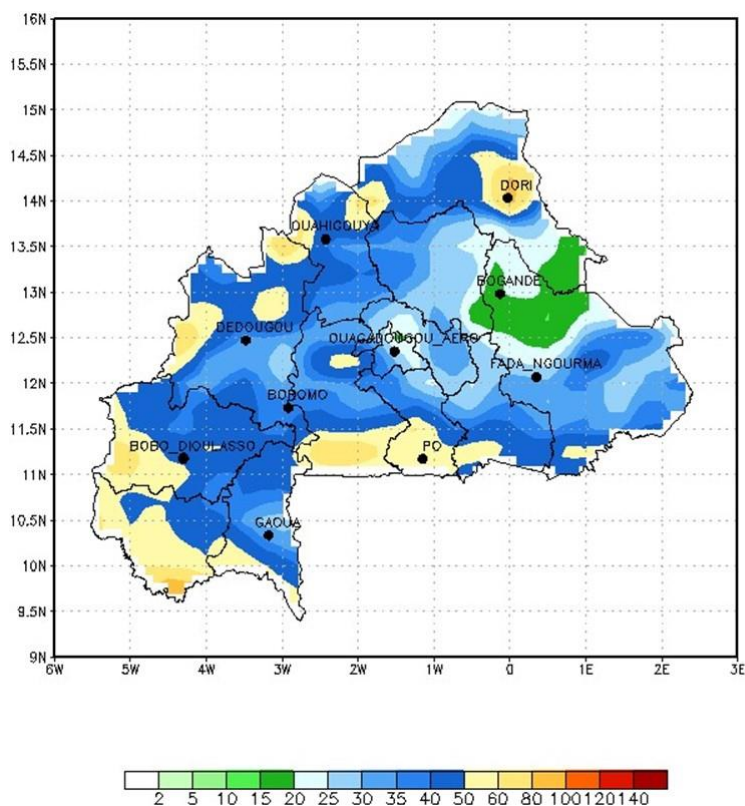 16N
15.5N
15N
14.5N
14N
DORI
13.5N
OUAHIGOUYA
13N
BOGANDE
12.5N
DEDOUGOU
OUAGADOUGOU_AERO
12N
FADA_NGOURMA
BOROMO
11.5N
BOBO_DIOULASSO
PO
11N
10.5N
GAOUA
10N
9.5N
9N
6W 5W 4W 3W 2W 1W 0 1E 2E 3E
2 5 10 15 20 25 30 35 40 50 60 80 100 120 140